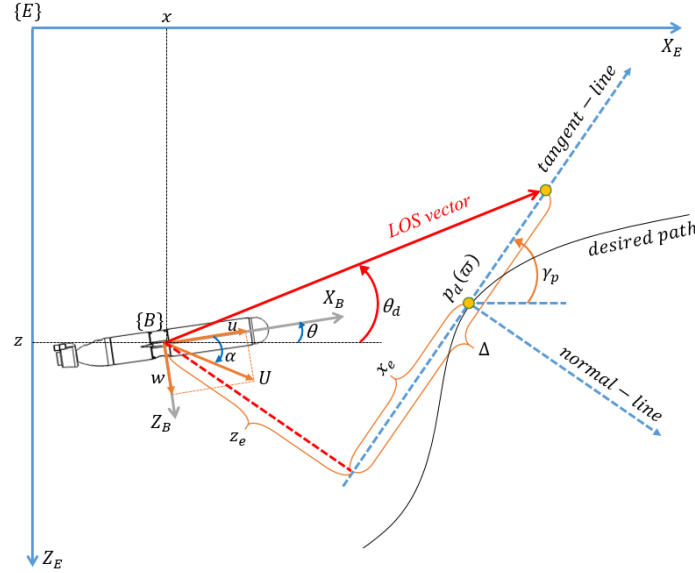 {E}
x
X_E
tangent − line
LOS vector
desired path
p_d(ϖ)
γ_p
X_B
θ_d
{B}
u
θ
z
α
x_e
Δ
w
U
normal − line
Z_B
z_e
Z_E